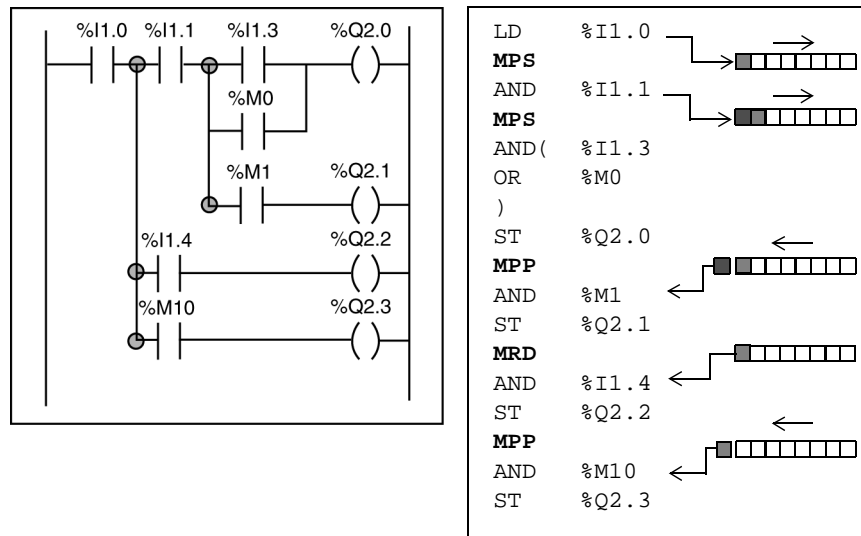 %I1.0 %I1.1 %I1.3 %Q2.0
%M0
%M1 %Q2.1
%I1.4 %Q2.2
%M10 %Q2.3
LD %I1.0
MPS
AND %I1.1
MPS
AND( %I1.3
OR %M0
)
ST %Q2.0
MPP
AND %M1
ST %Q2.1
MRD
AND %I1.4
ST %Q2.2
MPP
AND %M10
ST %Q2.3